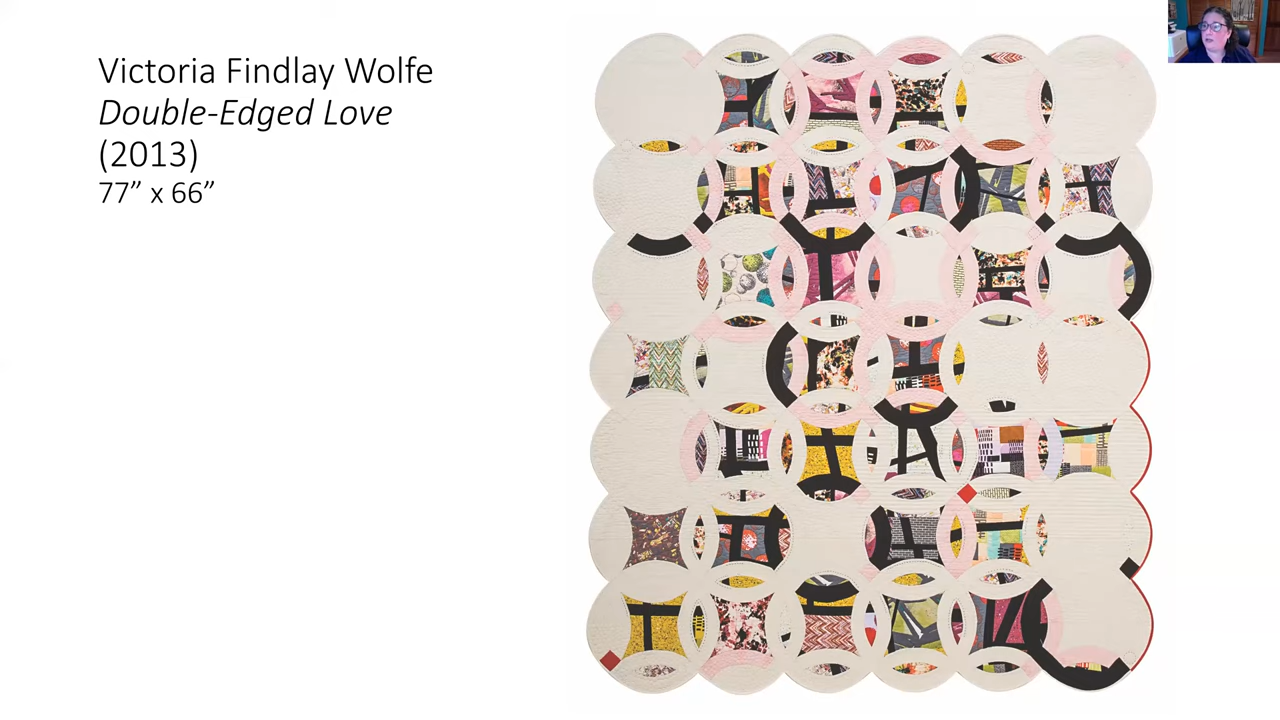 Victoria Findlay Wolfe
Double-Edged Love
(2013)
77” x 66”